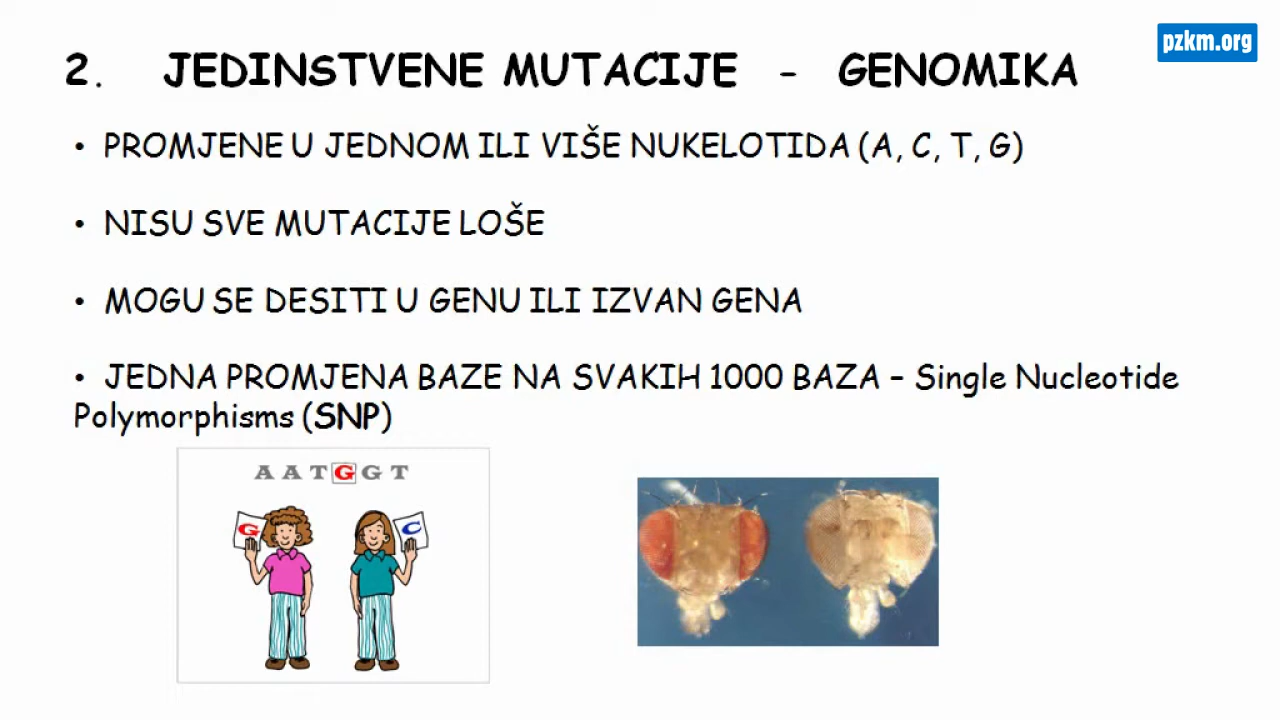 pzkm.org
2. JEDINSTVENE MUTACIJE - GENOMIKA
• PROMJENE U JEDNOM ILI VIŠE NUKELOTIDA (A, C, T, G)
• NISU SVE MUTACIJE LOŠE
• MOGU SE DESITI U GENU ILI IZVAN GENA
• JEDNA PROMJENA BAZE NA SVAKIH 1000 BAZA – Single Nucleotide
Polymorphisms (SNP)
A A T G G T
G C